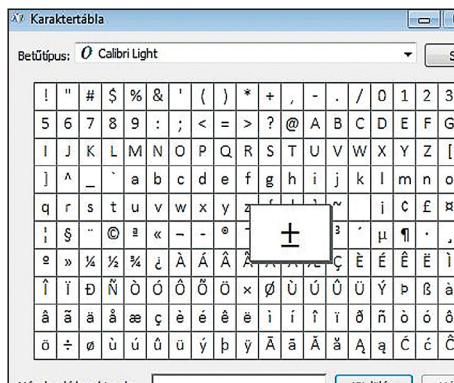 Karaktertábla
Betűtípus: O Calibri Light
! " # $ % & ' ( ) * + , - . / 0 1 2 3
5 6 7 8 9 : ; < = > ? @ A B C D E F G
I J K L M N O P Q R S T U V W X Y Z [
] ^ _ ` a b c d e f g h i j k l m n o
q r s t u v w x y z ~ ¡ ¢ £ ¤
¦ § ¨ © ª « ¬ - ® ± ³ ´ µ ¶ · ¸
º » ¼ ½ ¾ ¿ À Á Â Ç È É Ê Ë Ì
Î Ï Ð Ñ Ò Ó Ô Õ Ö × Ø Ù Ú Û Ü Ý Þ ß à
â ã ä å æ ç è é ê ë ì í î ï ð ñ ò ó ô
ö ÷ ø ù ú û ü ý þ ÿ Ā ā Ă ă Ą ą Ć ć Ĉ